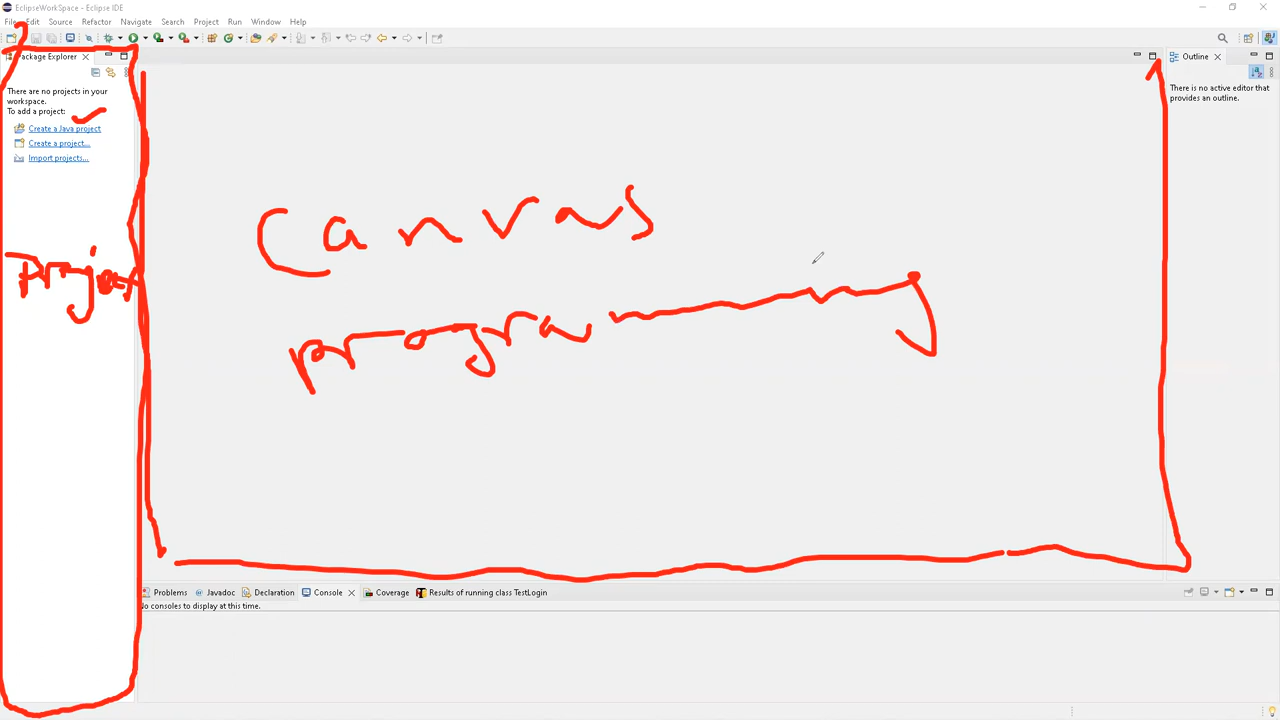 EclipseWorkSpace - Eclipse IDE
File Edit Source Refactor Navigate Search Project Run Window Help
Package Explorer
Outline
There are no projects in your workspace.
To add a project:
Create a Java project
Create a project...
Import projects...
There is no active editor that provides an outline.
Canvas
Project
Problems Javadoc Declaration Console Coverage Results of running class TestLogin
No consoles to display at this time.